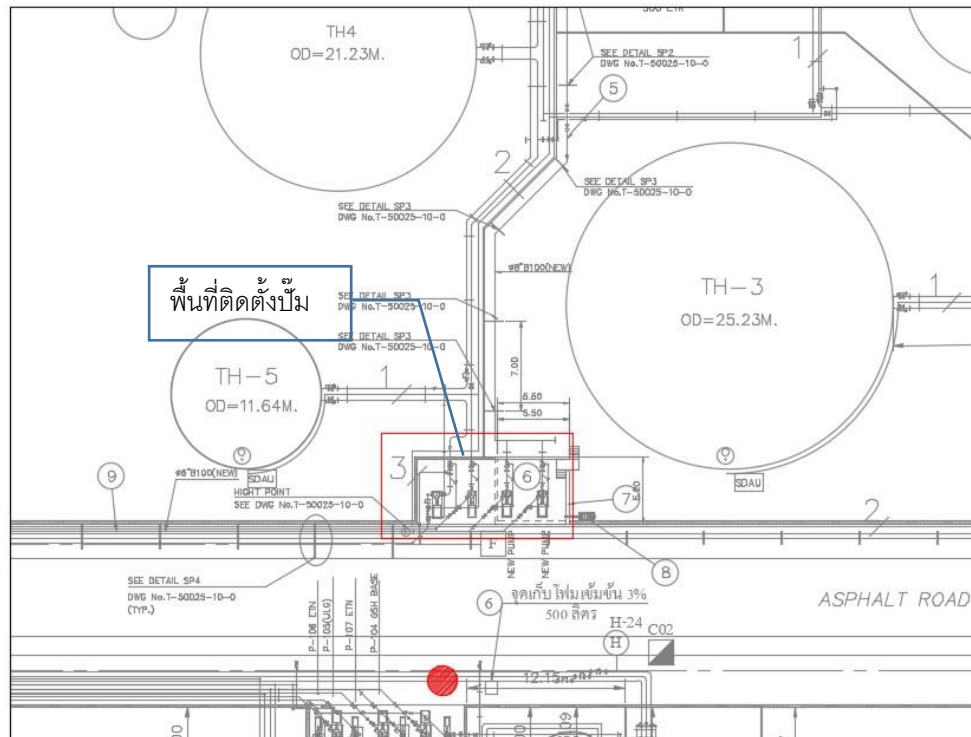 TH4
OD=21.23M.
SEE DETAIL SP2
DWG No.T-50025-10-0
1
5
2
SEE DETAIL SP3
DWG No.T-50025-10-0
SEE DETAIL SP3
DWG No.T-50025-10-0
ø8"B100(NEW)
พื้นที่ติดตั้งปั๊ม
SEE DETAIL SP3
DWG No.T-50025-10-0
SEE DETAIL SP3
DWG No.T-50025-10-0
TH-3
OD=25.23M.
1
7.00
TH-5
OD=11.64M.
1
5.50
5.50
SDAU
SDAU
3
6
7
9
ø6"B100(NEW)
HIGHT POINT
SEE DWG No.T-50025-10-0
2
F
NEW PUMP
NEW PUMP
8
SEE DETAIL SP4
DWG No.T-50025-10-0
(TYP.)
6
จุดเก็บโฟมเข้มข้น 3%
500 ลิตร
ASPHALT ROAD
P-105(ULG)
P-107 ETN
P-104 GSH BASE
H-24
H
C02
12.15